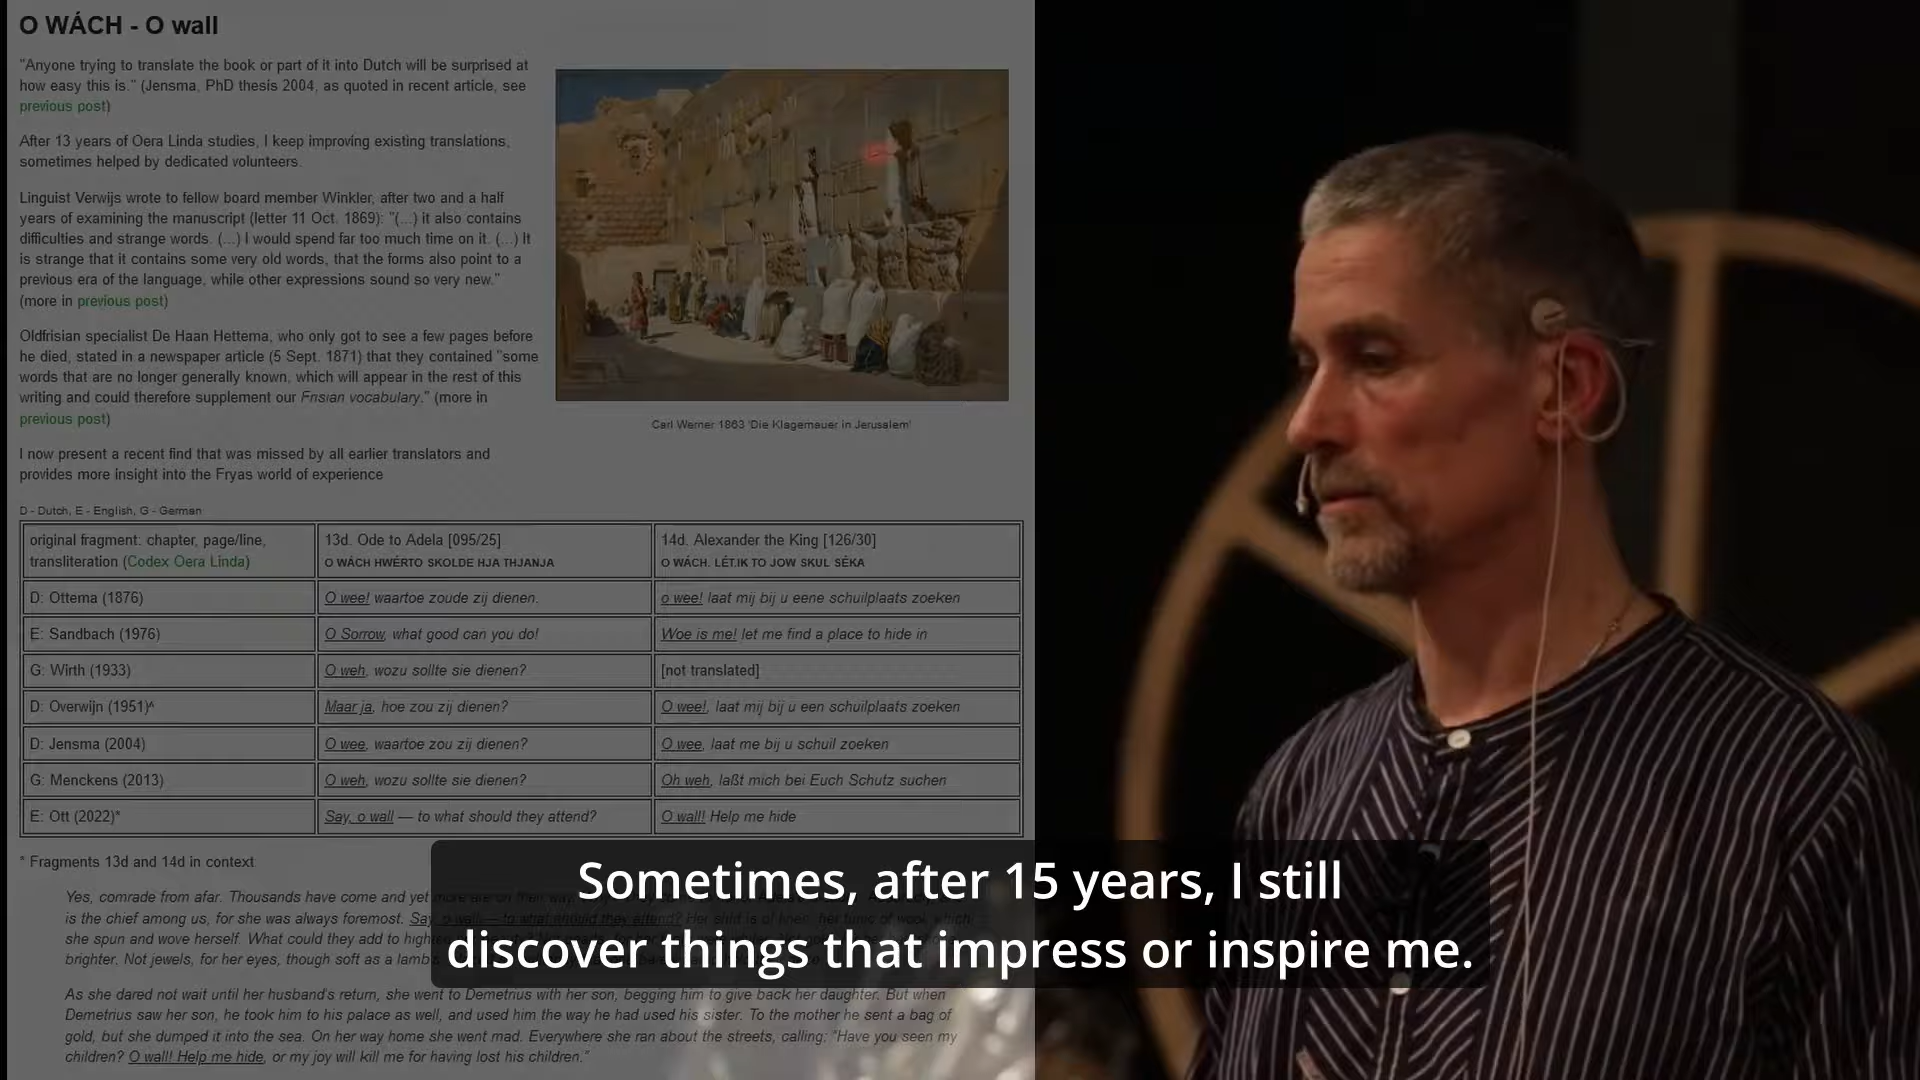 O WÁCH - O wall
"Anyone trying to translate the book or part of it into Dutch will be surprised at
how easy this is." (Jensma, PhD thesis 2004, as quoted in recent article, see
previous post)
After 13 years of Oera Linda studies, I keep improving existing translations,
sometimes helped by dedicated volunteers.
Linguist Verwijs wrote to fellow board member Winkler, after two and a half
years of examining the manuscript (letter 11 Oct. 1869): "(...) it also contains
difficulties and strange words. (...) I would spend far too much time on it. (...) It
is strange that it contains some very old words, that the forms also point to a
previous era of the language, while other expressions sound so very new."
(more in previous post)
Oldfrisian specialist De Haan Hettema, who only got to see a few pages before
he died, stated in a newspaper article (5 Sept. 1871) that they contained "some
words that are no longer generally known, which will appear in the rest of this
writing and could therefore supplement our Frisian vocabulary." (more in
previous post)
I now present a recent find that was missed by all earlier translators and
provides more insight into the Fryas world of experience
Carl Werner 1863 'Die Klagemauer in Jerusalem'
D - Dutch, E - English, G - German
original fragment: chapter, page/line, transliteration (Codex Oera Linda) 13d. Ode to Adela [095/25] O WÁCH HWÉRTO SKOLDE HJA THJANJA 14d. Alexander the King [126/30] O WÁCH. LÉT.IK TO JOW SKUL SÉKA
D: Ottema (1876) O wee! waartoe zoude zij dienen. o wee! laat mij bij u eene schuilplaats zoeken
E: Sandbach (1976) O Sorrow, what good can you do! Woe is me! let me find a place to hide in
G: Wirth (1933) O weh, wozu sollte sie dienen? [not translated]
D: Overwijn (1951)^ Maar ja, hoe zou zij dienen? O wee!, laat mij bij u een schuilplaats zoeken
D: Jensma (2004) O wee, waartoe zou zij dienen? O wee, laat me bij u schuil zoeken
G: Menckens (2013) O weh, wozu sollte sie dienen? Oh weh, laßt mich bei Euch Schutz suchen
E: Ott (2022)* Say, o wall — to what should they attend? O wall! Help me hide
* Fragments 13d and 14d in context
Yes, comrade from afar. Thousands have come and yet more are on their way.
is the chief among us, for she was always foremost. Say, o wall — to what should they attend? Her shift is of linen, her tunic of wool, which
she spun and wove herself. What could they add to
brighter. Not jewels, for her eyes, though soft as a lamb's
As she dared not wait until her husband's return, she went to Demetrius with her son, begging him to give back her daughter. But when
Demetrius saw her son, he took him to his palace as well, and used him the way he had used his sister. To the mother he sent a bag of
gold, but she dumped it into the sea. On her way home she went mad. Everywhere she ran about the streets, calling: "Have you seen my
children? O wall! Help me hide, or my joy will kill me for having lost his children."
Sometimes, after 15 years, I still
discover things that impress or inspire me.